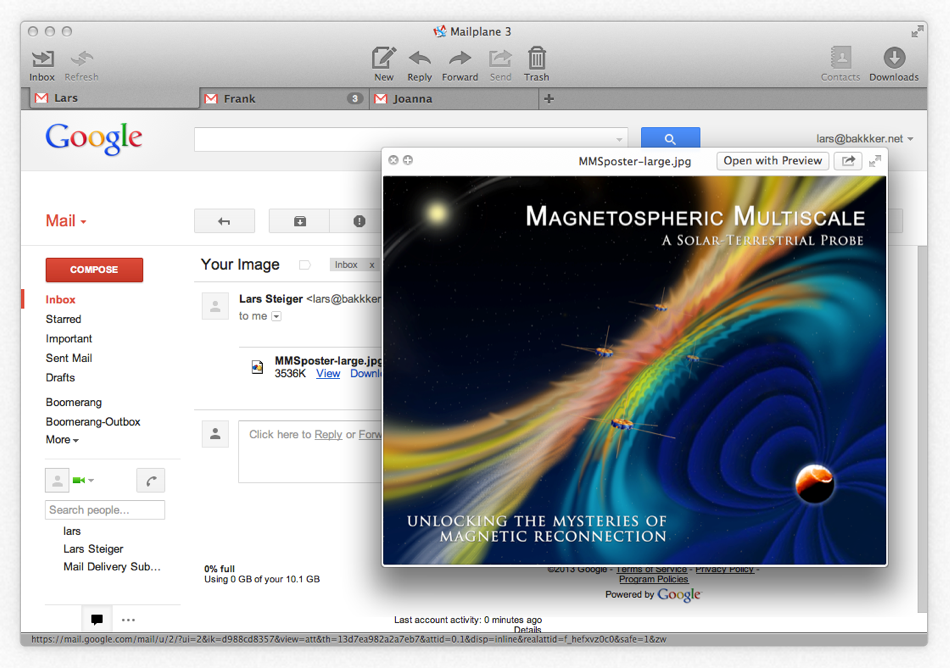 Mailplane 3
Inbox Refresh New Reply Forward Send Trash Contacts Downloads
Lars Frank 3 Joanna +
Google
lars@bakkker.net
MMSposter-large.jpg Open with Preview
Mail
MAGNETOSPHERIC MULTISCALE
A SOLAR-TERRESTRIAL PROBE
COMPOSE
Your Image Inbox x
Inbox
Starred
Important
Sent Mail
Drafts
Boomerang
Boomerang-Outbox
More
Lars Steiger <lars@bakkker
to me
MMSposter-large.jpg
3536K View Downl
Click here to Reply or Forw
Search people...
lars
Lars Steiger
Mail Delivery Sub...
UNLOCKING THE MYSTERIES OF
MAGNETIC RECONNECTION
0% full
Using 0 GB of your 10.1 GB
©2013 Google - Terms of Service - Privacy Policy -
Program Policies
Powered by Google
Last account activity: 0 minutes ago
Details
https://mail.google.com/mail/u/2/?ui=2&ik=d988cd8357&view=att&th=13d7ea982a2a7eb7&attid=0.1&disp=inline&realattid=f_hefxvz0c0&safe=1&zw